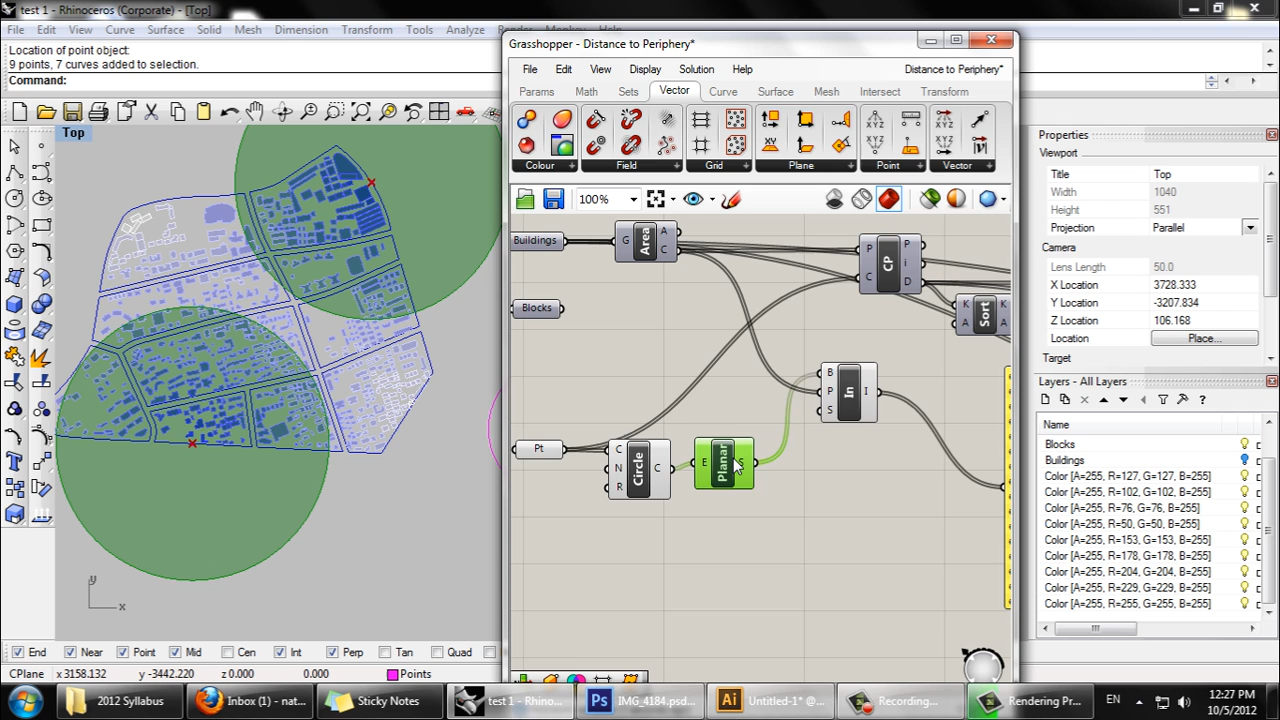 test 1 - Rhinoceros (Corporate) - [Top]
File Edit View Curve Surface Solid Mesh Dimension Transform Tools Analyze
Location of point object:
9 points, 7 curves added to selection.
Command:
Top
y
x
End Near Point Mid Cen Int Perp Tan Quad
CPlane x 3158.132 y -3442.220 z 0.000 0.000 Points
Grasshopper - Distance to Periphery*
File Edit View Display Solution Help Distance to Periphery*
Params Math Sets Vector Curve Surface Mesh Intersect Transform
XYZ XYZ XYZ
XY XYZ
Colour Field Grid Plane Point Vector
100%
Buildings G Area A C
P C CP P i D
Blocks
K A Sort K A
B P S In I
Pt C N R Circle C E Planar S
Properties
Viewport
Title Top
Width 1040
Height 551
Projection Parallel
Camera
Lens Length 50.0
X Location 3728.333
Y Location -3207.834
Z Location 106.168
Location Place...
Target
Layers - All Layers
Name
Blocks
Buildings
Color [A=255, R=127, G=127, B=255]
Color [A=255, R=102, G=102, B=255]
Color [A=255, R=76, G=76, B=255]
Color [A=255, R=50, G=50, B=255]
Color [A=255, R=153, G=153, B=255]
Color [A=255, R=178, G=178, B=255]
Color [A=255, R=204, G=204, B=255]
Color [A=255, R=229, G=229, B=255]
Color [A=255, R=255, G=255, B=255]
2012 Syllabus Inbox (1) - nat... Sticky Notes test 1 - Rhino... Ps IMG_4184.psd... Ai Untitled-1* @... Recording... Rendering Pr... EN 12:27 PM
10/5/2012